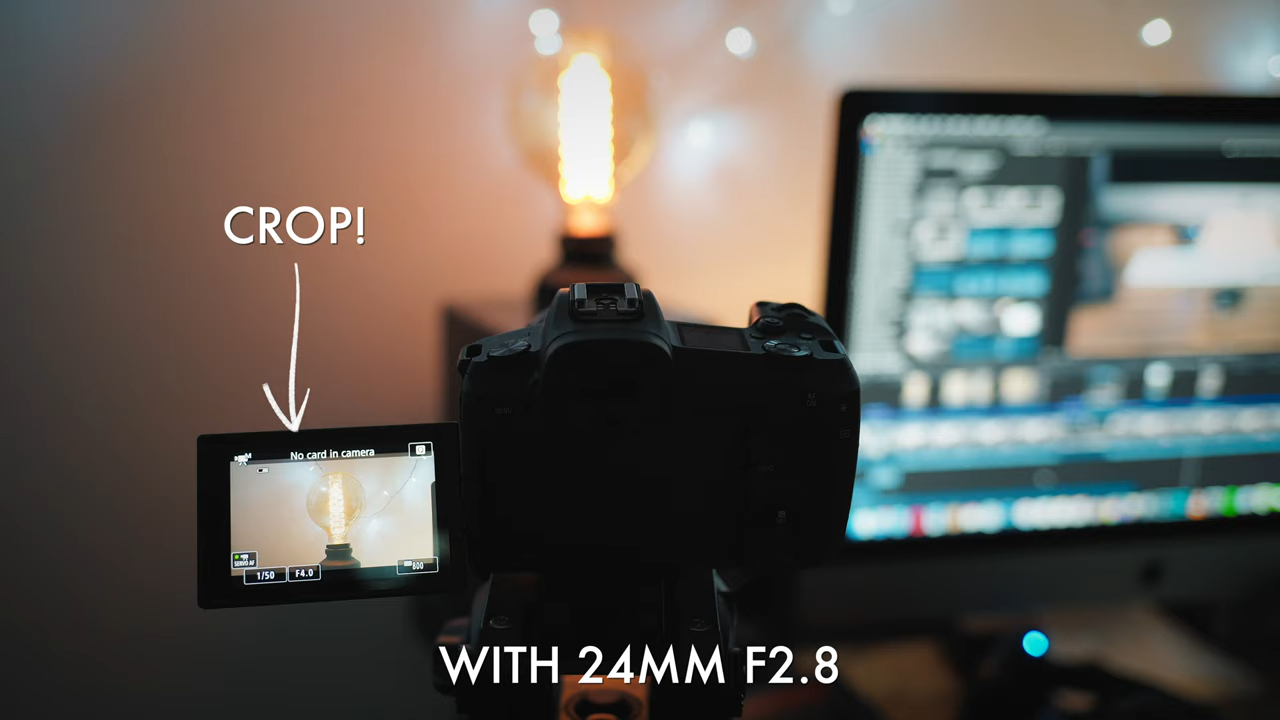 CROP!
No card in camera
SERVO AF
1/50 F4.0 800
WITH 24MM F2.8